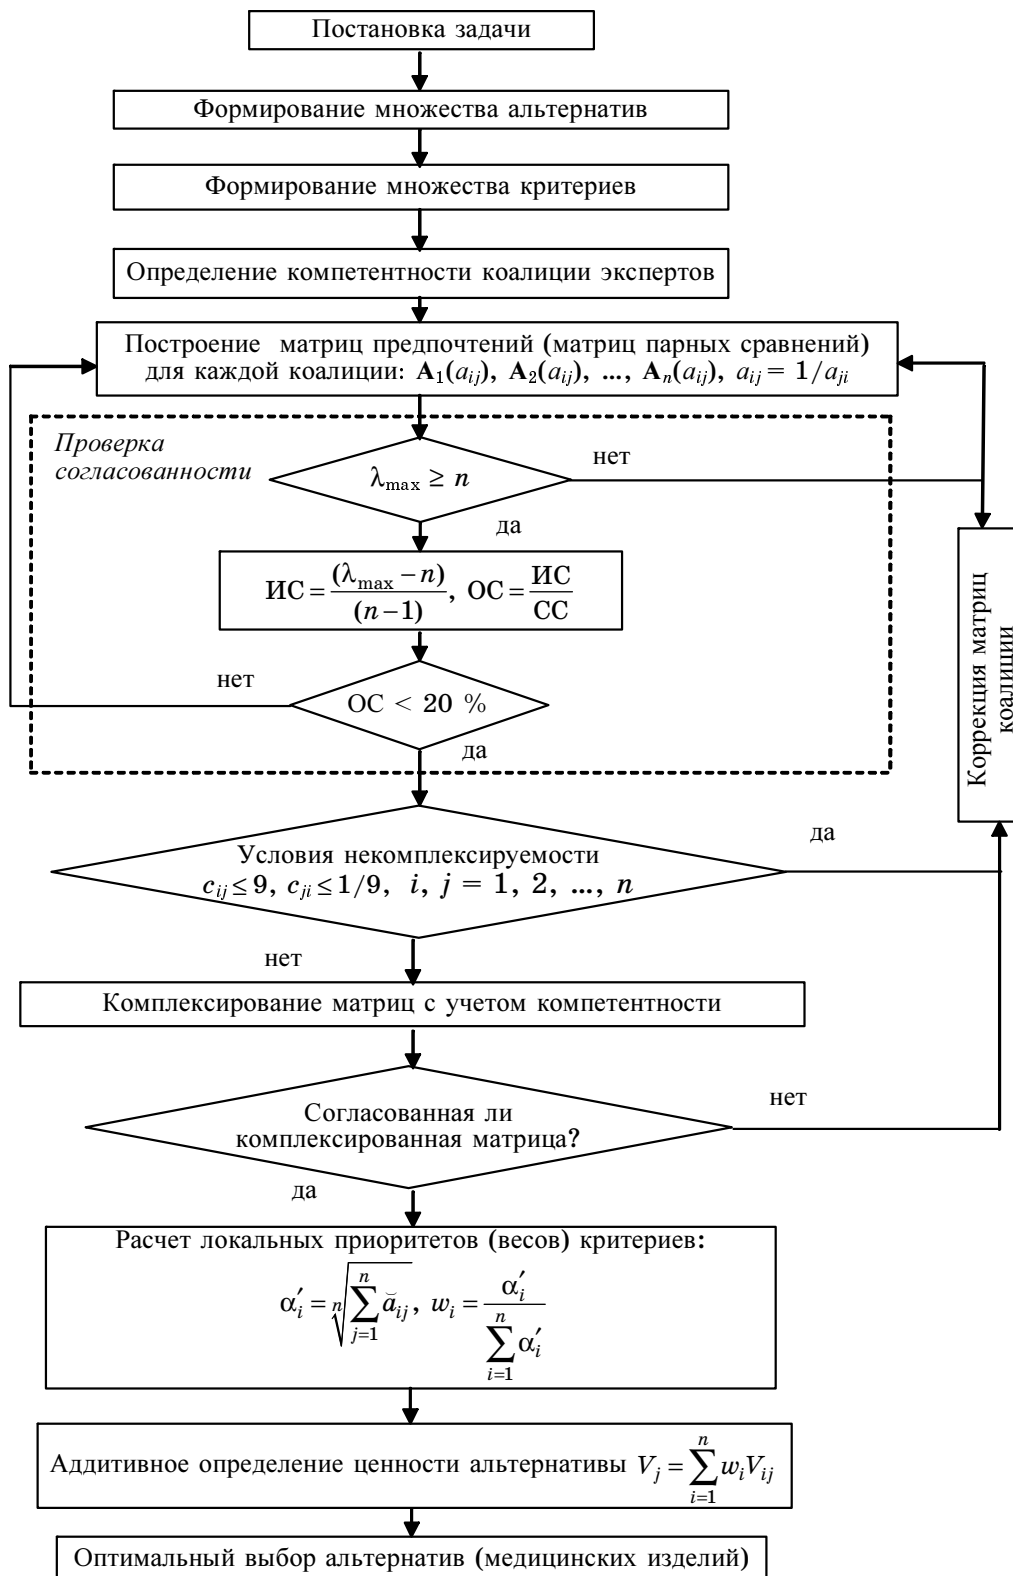 Постановка задачи
Формирование множества альтернатив
Формирование множества критериев
Определение компетентности коалиции экспертов
Построение матриц предпочтений (матриц парных сравнений)
для каждой коалиции: A₁(aᵢⱼ), A₂(aᵢⱼ), ..., Aₙ(aᵢⱼ), aᵢⱼ = 1/aⱼᵢ
Проверка
согласованности
λmax ≥ n
нет
да
ИС = (λmax − n)/(n−1), ОС = ИС/СС
нет
ОС < 20 %
да
Коррекция матриц
коалиции
да
Условия некомплексируемости
cᵢⱼ ≤ 9, cⱼᵢ ≤ 1/9, i, j = 1, 2, ..., n
нет
Комплексирование матриц с учетом компетентности
Согласованная ли
комплексированная матрица?
нет
да
Расчет локальных приоритетов (весов) критериев:
α′ᵢ = ⁿ√(∑ⱼ₌₁ⁿ ăᵢⱼ), wᵢ = α′ᵢ / ∑ᵢ₌₁ⁿ α′ᵢ
Аддитивное определение ценности альтернативы Vⱼ = ∑ᵢ₌₁ⁿ wᵢVᵢⱼ
Оптимальный выбор альтернатив (медицинских изделий)